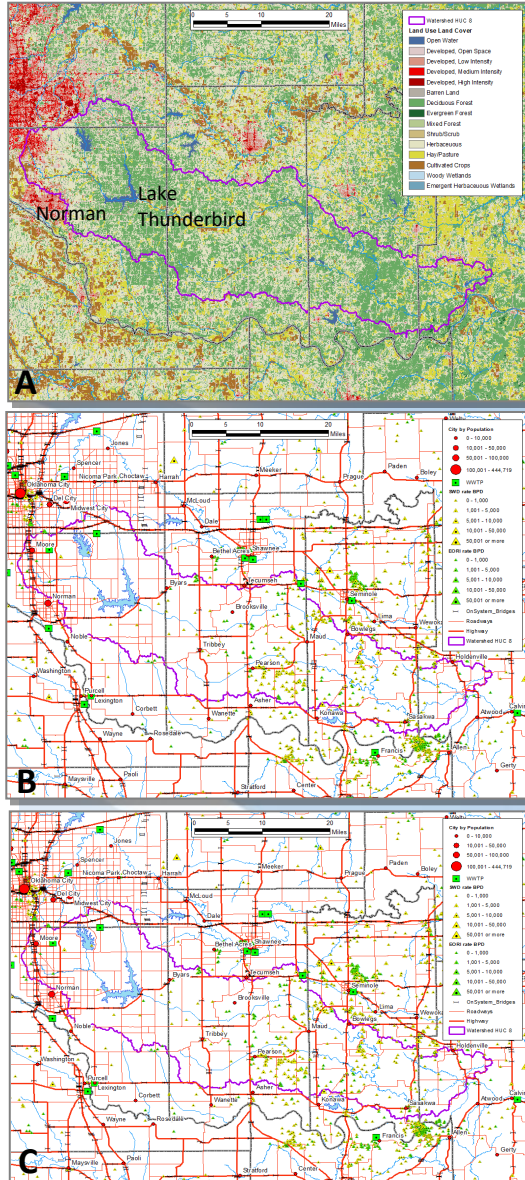 0 5 10 20
Miles
Watershed HUC 8
Land Use Land Cover
Open Water
Developed, Open Space
Developed, Low Intensity
Developed, Medium Intensity
Developed, High Intensity
Barren Land
Deciduous Forest
Evergreen Forest
Mixed Forest
Shrub/Scrub
Herbaceous
Hay/Pasture
Cultivated Crops
Woody Wetlands
Emergent Herbaceous Wetlands
Norman
Lake
Thunderbird
A
0 5 10 20
Miles
City by Population
0 - 10,000
10,001 - 50,000
50,001 - 100,000
100,001 - 444,719
WWTP
SWD rate BPD
0 - 1,000
1,001 - 5,000
5,001 - 10,000
10,001 - 50,000
50,001 or more
EORI rate BPD
0 - 1,000
1,001 - 5,000
5,001 - 10,000
10,001 - 50,000
50,001 or more
OnSystem_Bridges
Roadways
Highway
Watershed HUC 8
Jones
Spencer
Nicoma Park
Choctaw
Harrah
Oklahoma City
Del City
Midwest City
McLoud
Meeker
Prague
Paden
Boley
Dale
Moore
Bethel Acres
Shawnee
Tecumseh
Byars
Seminole
Norman
Brooksville
Lima
Wewoka
Bowlegs
Noble
Tribbey
Maud
Washington
Pearson
Holdenville
Purcell
Lexington
Corbett
Wanette
Asher
Konawa
Sasakwa
Atwood
Calvi
Wayne
Rosedale
Francis
Allen
Maysville
Paoli
Stratford
Center
Gerty
B
0 5 10 20
Miles
City by Population
0 - 10,000
10,001 - 50,000
50,001 - 100,000
100,001 - 444,719
WWTP
SWD rate BPD
0 - 1,000
1,001 - 5,000
5,001 - 10,000
10,001 - 50,000
50,001 or more
EORI rate BPD
0 - 1,000
1,001 - 5,000
5,001 - 10,000
10,001 - 50,000
50,001 or more
OnSystem_Bridges
Roadways
Highway
Watershed HUC 8
Jones
Spencer
Nicoma Park
Choctaw
Harrah
Oklahoma City
Del City
Midwest City
McLoud
Meeker
Prague
Paden
Boley
Dale
Moore
Bethel Acres
Shawnee
Tecumseh
Byars
Seminole
Norman
Brooksville
Lima
Wewoka
Bowlegs
Noble
Tribbey
Maud
Washington
Pearson
Holdenville
Purcell
Lexington
Corbett
Wanette
Asher
Konawa
Sasakwa
Atwood
Calvi
Wayne
Rosedale
Francis
Allen
Maysville
Paoli
Stratford
Center
Gerty
C